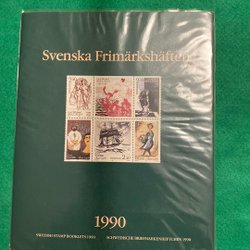 Svenska Frimärkshäften
1990
SWEDISH STAMP BOOKLETS 1990 SCHWEDISCHE BRIEFMARKENHEFTCHEN 1990